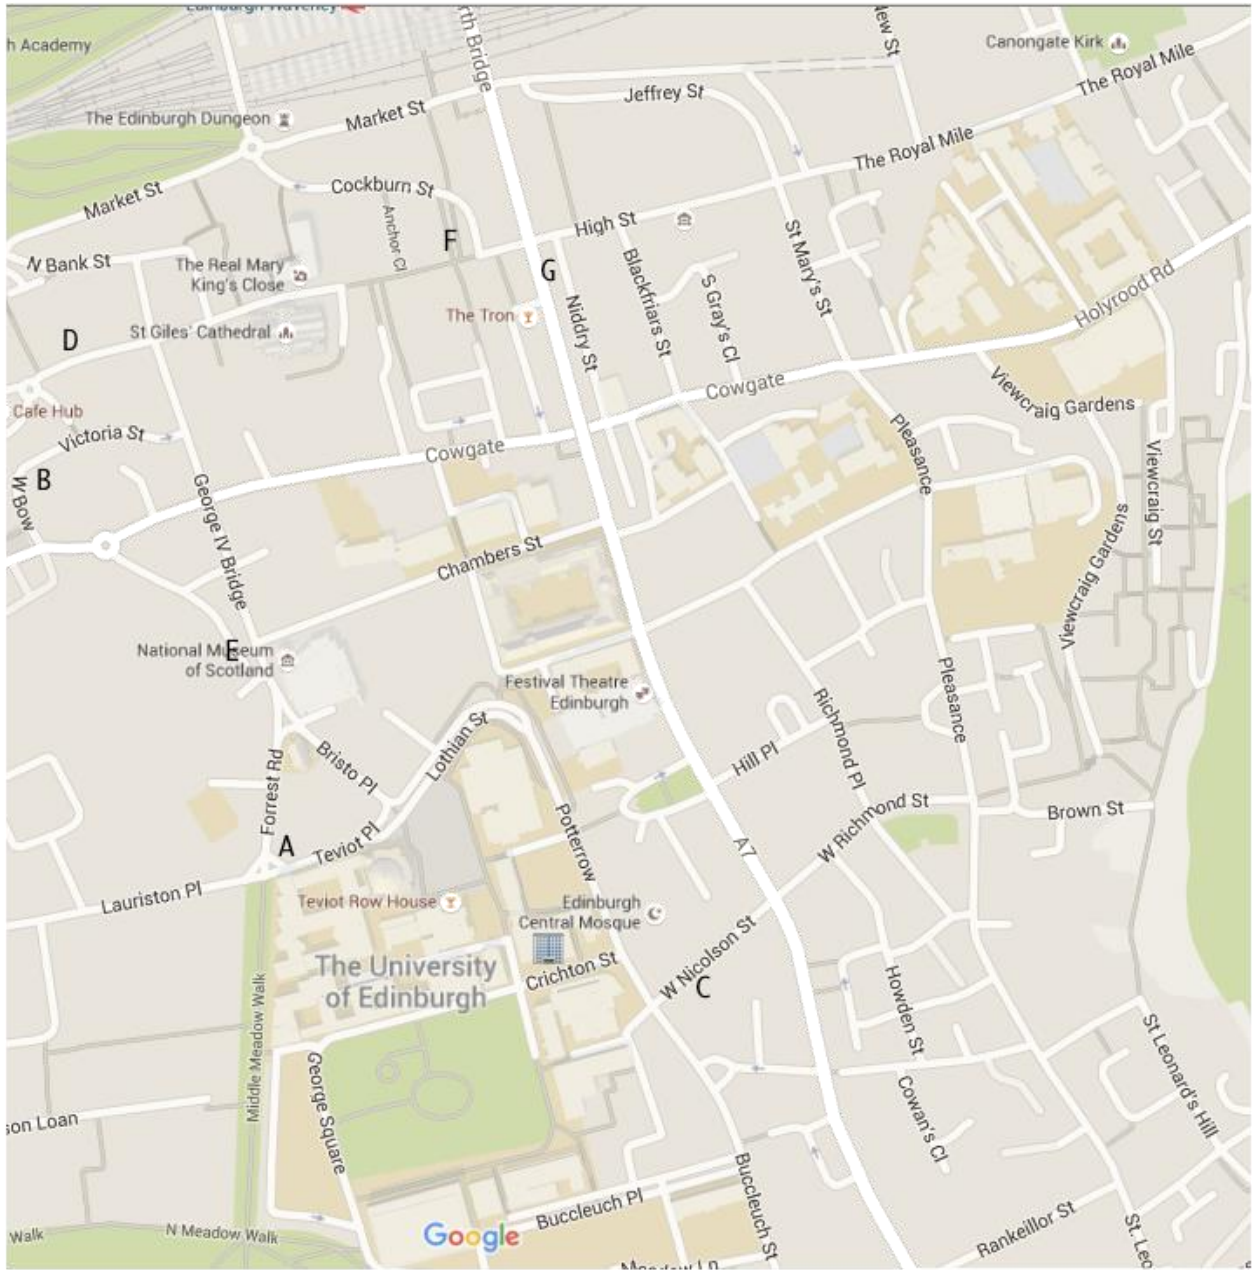 Edinburgh Waverley
rth Bridge
New St
Canongate Kirk
h Academy
The Royal Mile
Jeffrey St
The Edinburgh Dungeon
Market St
The Royal Mile
Market St
Cockburn St
Anchor Cl
High St
St Mary's St
F
N Bank St
The Real Mary
King's Close
G
Blackfriars St
S Gray's Cl
Holyrood Rd
The Tron
Niddry St
D
St Giles' Cathedral
Cowgate
Viewcraig Gardens
Cafe Hub
Victoria St
Cowgate
Pleasance
Viewcraig St
B
W Bow
George IV Bridge
Chambers St
Viewcraig Gardens
National Museum
of Scotland
E
Festival Theatre
Edinburgh
Pleasance
Richmond Pl
Lothian St
Bristo Pl
Forrest Rd
Hill Pl
W Richmond St
Brown St
Potterrow
A7
A
Teviot Pl
Lauriston Pl
Teviot Row House
Edinburgh
Central Mosque
W Nicolson St
C
The University
of Edinburgh
Crichton St
Howden St
Middle Meadow Walk
George Square
St Leonard's Hill
Cowan's Cl
son Loan
Buccleuch Pl
Buccleuch St
Rankeillor St
St. Leo
Walk
N Meadow Walk
Google
Meadow Ln